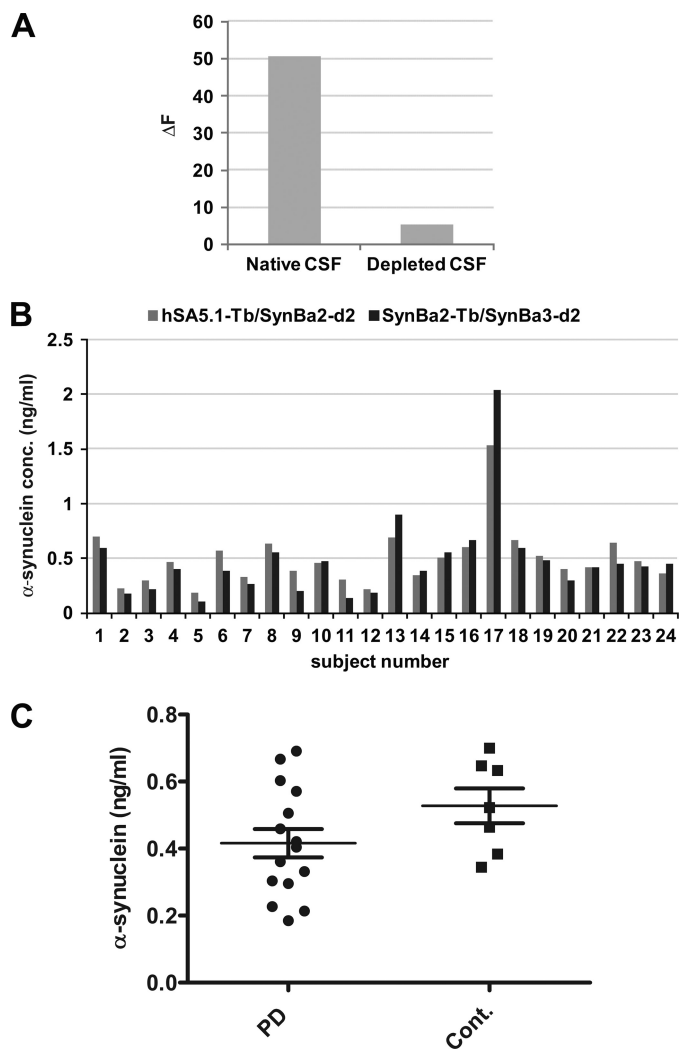 A
ΔF
60
50
40
30
20
10
0
Native CSF Depleted CSF
B
hSA5.1-Tb/SynBa2-d2 SynBa2-Tb/SynBa3-d2
α-synuclein conc. (ng/ml)
2.5
2
1.5
1
0.5
0
1 2 3 4 5 6 7 8 9 10 11 12 13 14 15 16 17 18 19 20 21 22 23 24
subject number
C
α-synuclein (ng/ml)
0.8
0.6
0.4
0.2
0.0
PD Cont.